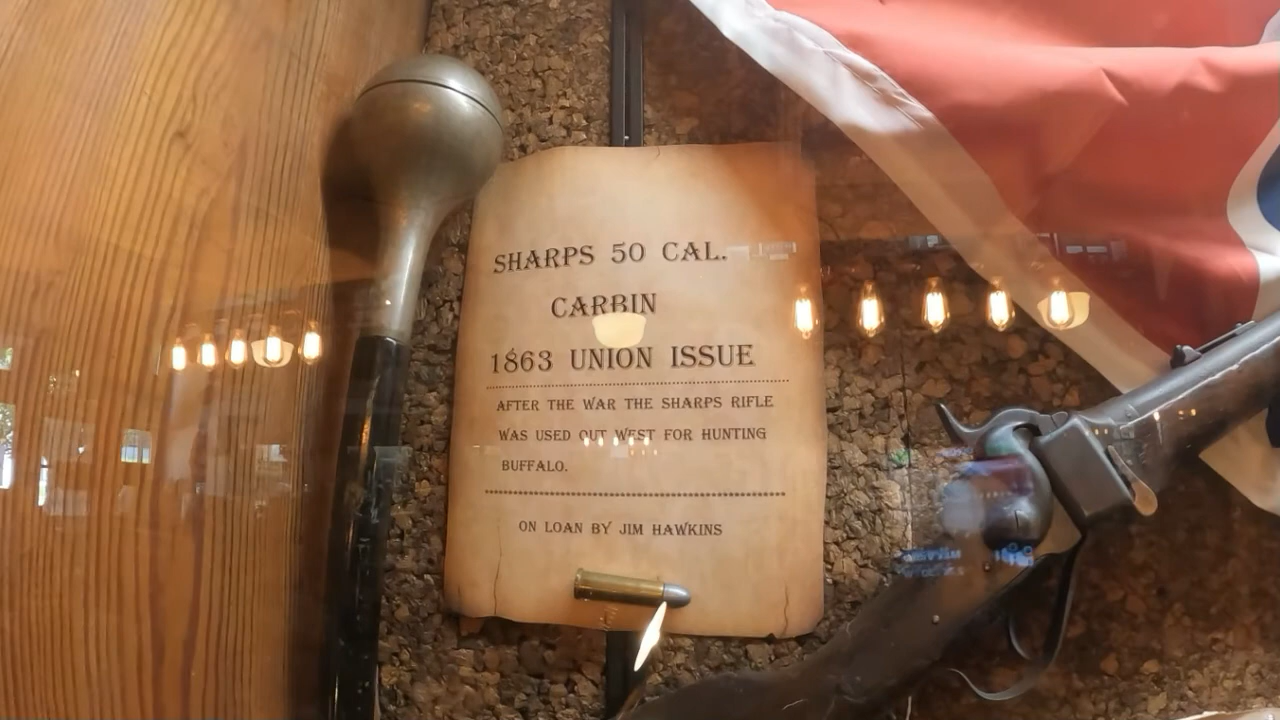 SHARPS 50 CAL.
CARBIN
1863 UNION ISSUE
AFTER THE WAR THE SHARPS RIFLE
WAS USED OUT WEST FOR HUNTING
BUFFALO.
ON LOAN BY JIM HAWKINS